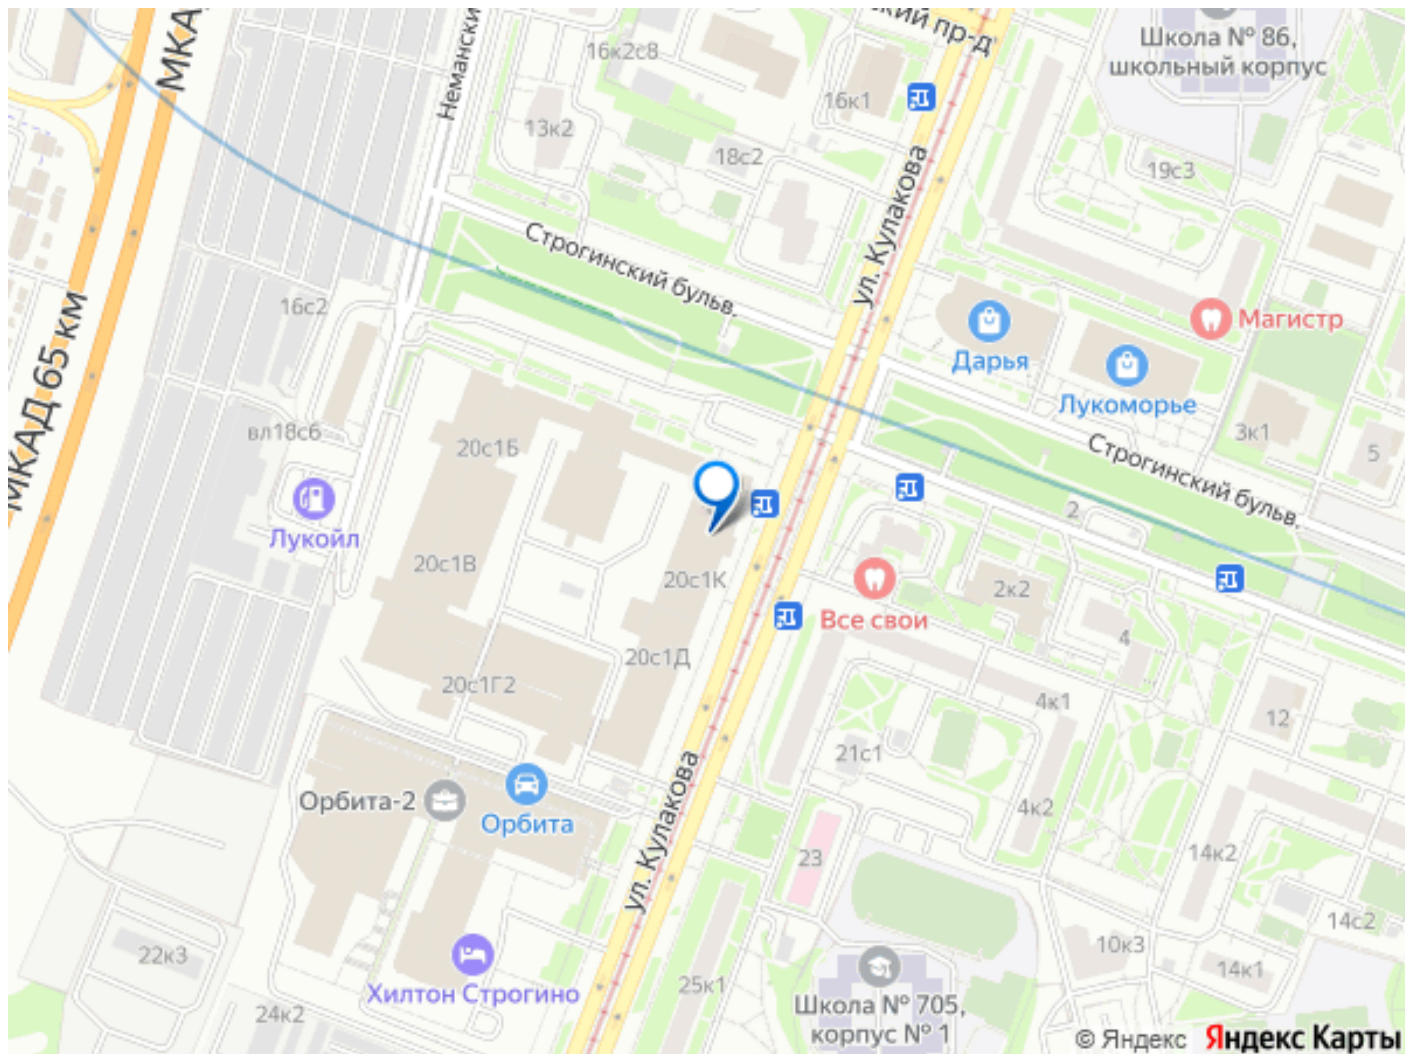 МКА
Немански
16к2с8
ский пр-д
Школа № 86,
школьный корпус
16к1
13к2
18с2
19с3
ул. Кулакова
Строгинский бульв.
16с2
МКАД 65 км
Дарья
Магистр
Лукоморье
вл18с6
20с1Б
3к1
5
Строгинский бульв.
Лукойл
2
20с1В
20с1К
2к2
Все свои
4
20с1Д
20с1Г2
4к1
12
21с1
Орбита-2
Орбита
ул. Кулакова
4к2
23
14к2
14с2
22к3
10к3
14к1
Хилтон Строгино
25к1
24к2
Школа № 705,
корпус № 1
© Яндекс Яндекс Карты